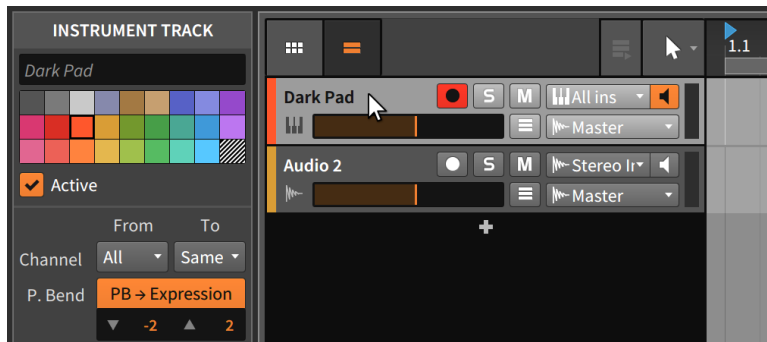 INSTRUMENT TRACK
Dark Pad
Active
From To
Channel All Same
P. Bend PB → Expression
-2 2
1.1
Dark Pad S M All ins
Master
Audio 2 S M Stereo Ir
Master